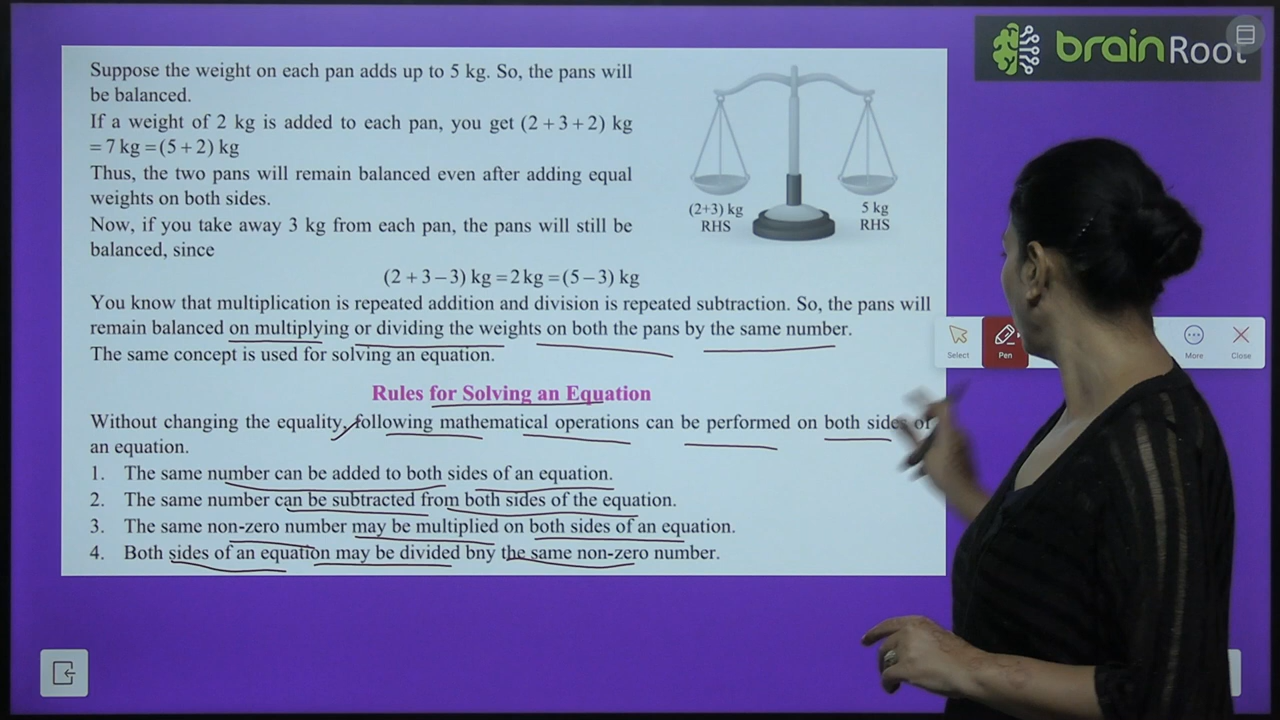 brainRoot
Suppose the weight on each pan adds up to 5 kg. So, the pans will
be balanced.
If a weight of 2 kg is added to each pan, you get (2+3+2) kg
=7 kg =(5+2) kg
Thus, the two pans will remain balanced even after adding equal
weights on both sides.
Now, if you take away 3 kg from each pan, the pans will still be
balanced, since
(2+3) kg
RHS
5 kg
RHS
(2+3−3) kg =2 kg =(5−3) kg
You know that multiplication is repeated addition and division is repeated subtraction. So, the pans will
remain balanced on multiplying or dividing the weights on both the pans by the same number.
The same concept is used for solving an equation.
Select
Pen
More
Close
Rules for Solving an Equation
Without changing the equality, following mathematical operations can be performed on both sides of
an equation.
1. The same number can be added to both sides of an equation.
2. The same number can be subtracted from both sides of the equation.
3. The same non-zero number may be multiplied on both sides of an equation.
4. Both sides of an equation may be divided bny the same non-zero number.